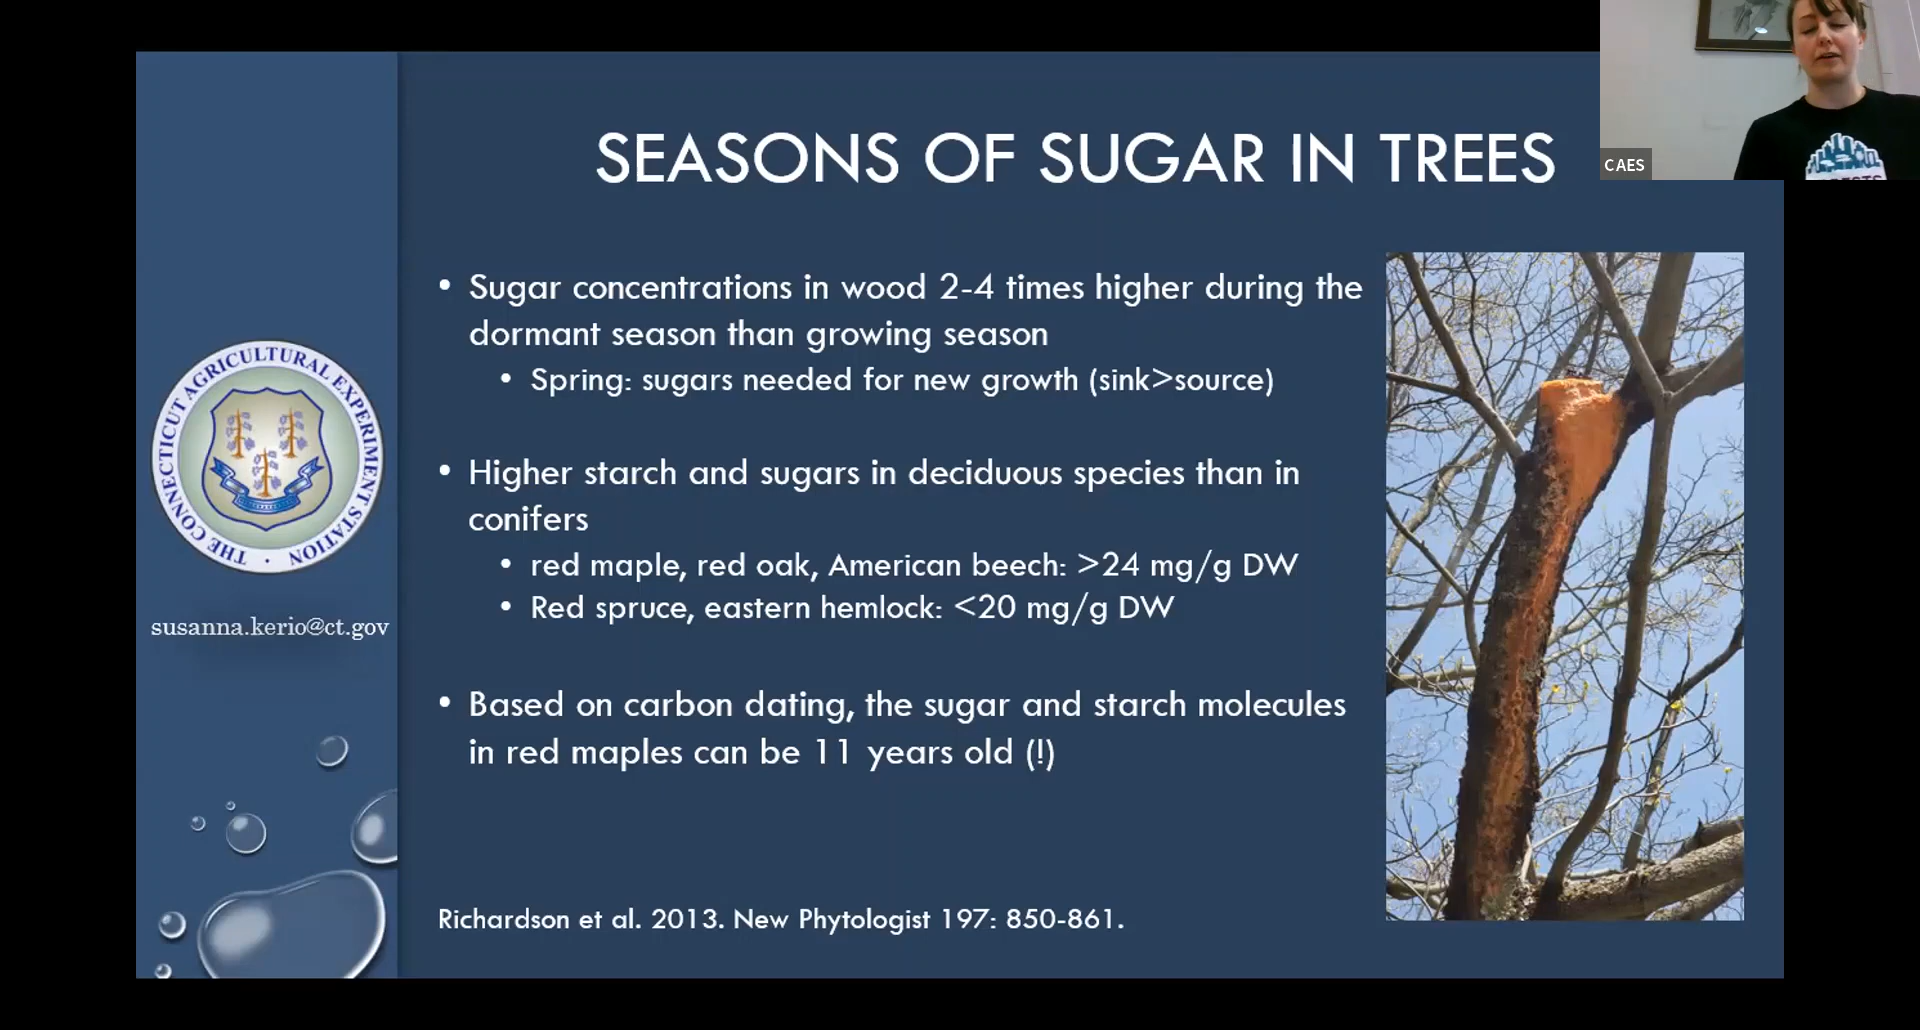 SEASONS OF SUGAR IN TREES
CAES
• Sugar concentrations in wood 2-4 times higher during the
dormant season than growing season
• Spring: sugars needed for new growth (sink>source)
• Higher starch and sugars in deciduous species than in
conifers
• red maple, red oak, American beech: >24 mg/g DW
• Red spruce, eastern hemlock: <20 mg/g DW
• Based on carbon dating, the sugar and starch molecules
in red maples can be 11 years old (!)
Richardson et al. 2013. New Phytologist 197: 850-861.
THE CONNECTICUT AGRICULTURAL EXPERIMENT STATION •
susanna.kerio@ct.gov